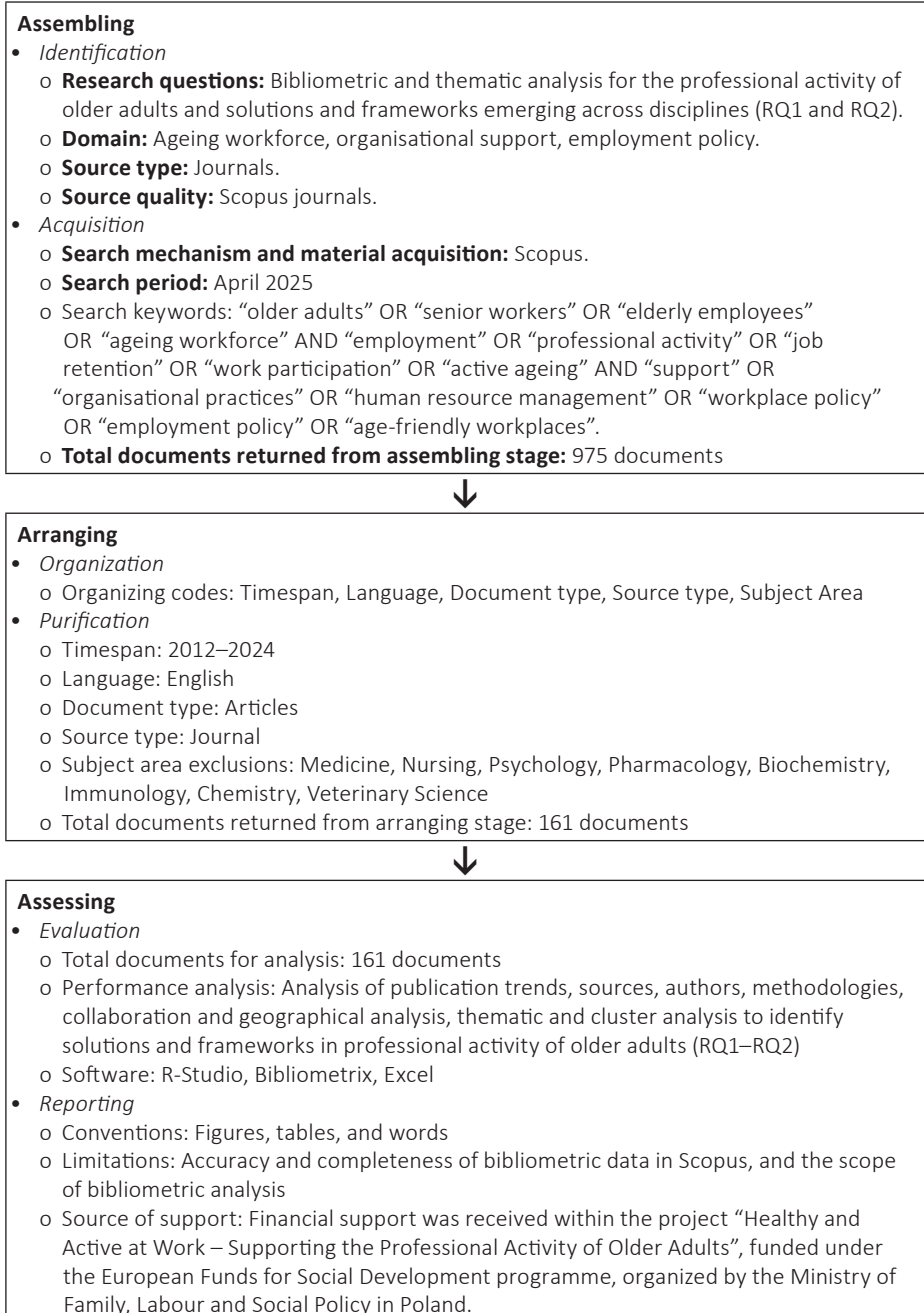 Assembling
• Identification
o Research questions: Bibliometric and thematic analysis for the professional activity of
older adults and solutions and frameworks emerging across disciplines (RQ1 and RQ2).
o Domain: Ageing workforce, organisational support, employment policy.
o Source type: Journals.
o Source quality: Scopus journals.
• Acquisition
o Search mechanism and material acquisition: Scopus.
o Search period: April 2025
o Search keywords: “older adults” OR “senior workers” OR “elderly employees”
OR “ageing workforce” AND “employment” OR “professional activity” OR “job
retention” OR “work participation” OR “active ageing” AND “support” OR
“organisational practices” OR “human resource management” OR “workplace policy”
OR “employment policy” OR “age-friendly workplaces”.
o Total documents returned from assembling stage: 975 documents
↓
Arranging
• Organization
o Organizing codes: Timespan, Language, Document type, Source type, Subject Area
• Purification
o Timespan: 2012–2024
o Language: English
o Document type: Articles
o Source type: Journal
o Subject area exclusions: Medicine, Nursing, Psychology, Pharmacology, Biochemistry,
Immunology, Chemistry, Veterinary Science
o Total documents returned from arranging stage: 161 documents
↓
Assessing
• Evaluation
o Total documents for analysis: 161 documents
o Performance analysis: Analysis of publication trends, sources, authors, methodologies,
collaboration and geographical analysis, thematic and cluster analysis to identify
solutions and frameworks in professional activity of older adults (RQ1–RQ2)
o Software: R-Studio, Bibliometrix, Excel
• Reporting
o Conventions: Figures, tables, and words
o Limitations: Accuracy and completeness of bibliometric data in Scopus, and the scope
of bibliometric analysis
o Source of support: Financial support was received within the project “Healthy and
Active at Work – Supporting the Professional Activity of Older Adults”, funded under
the European Funds for Social Development programme, organized by the Ministry of
Family, Labour and Social Policy in Poland.